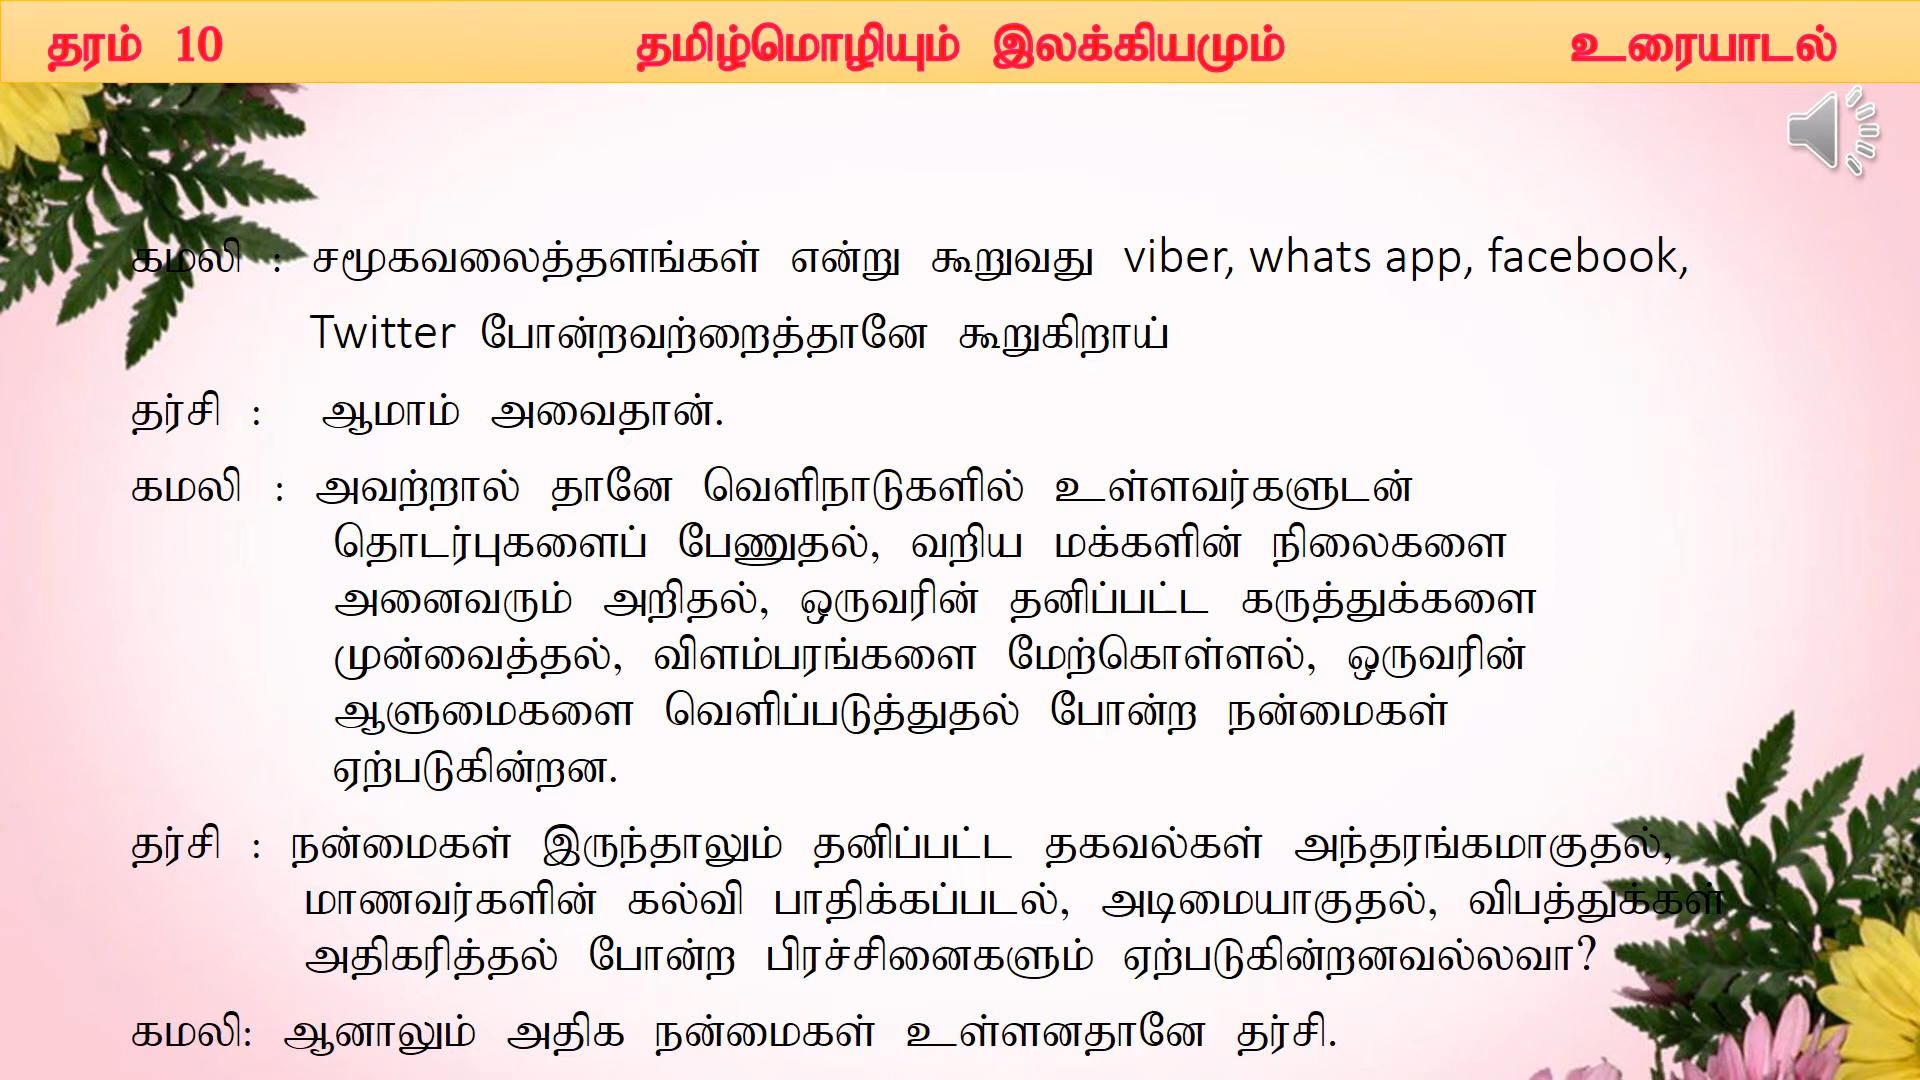 தரம் 10 தமிழ்மொழியும் இலக்கியமும் உரையாடல்
கமலி : சமூகவலைத்தளங்கள் என்று கூறுவது viber, whats app, facebook,
Twitter போன்றவற்றைத்தானே கூறுகிறாய்
தர்சி : ஆமாம் அவைதான்.
கமலி : அவற்றால் தானே வெளிநாடுகளில் உள்ளவர்களுடன்
தொடர்புகளைப் பேணுதல், வறிய மக்களின் நிலைகளை
அனைவரும் அறிதல், ஒருவரின் தனிப்பட்ட கருத்துக்களை
முன்வைத்தல், விளம்பரங்களை மேற்கொள்ளல், ஒருவரின்
ஆளுமைகளை வெளிப்படுத்துதல் போன்ற நன்மைகள்
ஏற்படுகின்றன.
தர்சி : நன்மைகள் இருந்தாலும் தனிப்பட்ட தகவல்கள் அந்தரங்கமாகுதல்,
மாணவர்களின் கல்வி பாதிக்கப்படல், அடிமையாகுதல், விபத்துக்கள்
அதிகரித்தல் போன்ற பிரச்சினைகளும் ஏற்படுகின்றனவல்லவா?
கமலி: ஆனாலும் அதிக நன்மைகள் உள்ளனதானே தர்சி.